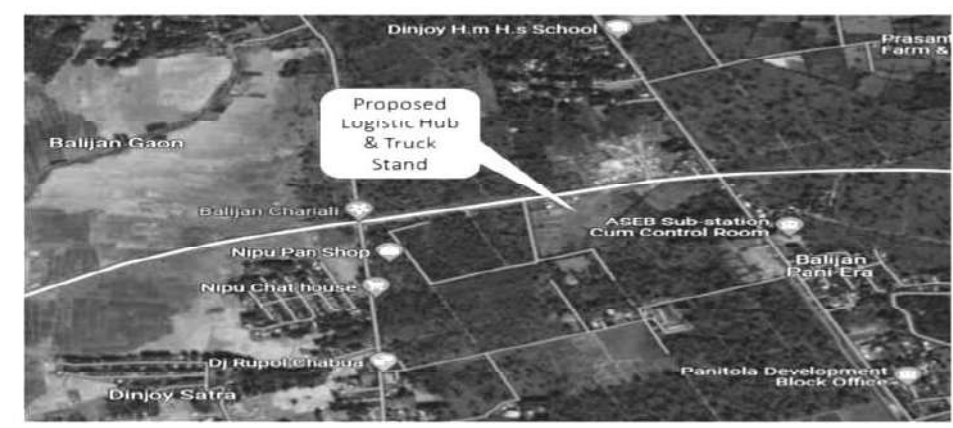 Dinjoy H.m H.s School
Prasant
Farm &
Proposed
Logistic Hub
& Truck
Stand
Balijan Gaon
Balijan Chariali
ASEB Sub-station
Cum Control Room
Nipu Pan Shop
Balijan
Pani Era
Nipu Chat house
Dj Rupol Chabua
Panitola Development
Block Office
Dinjoy Satra